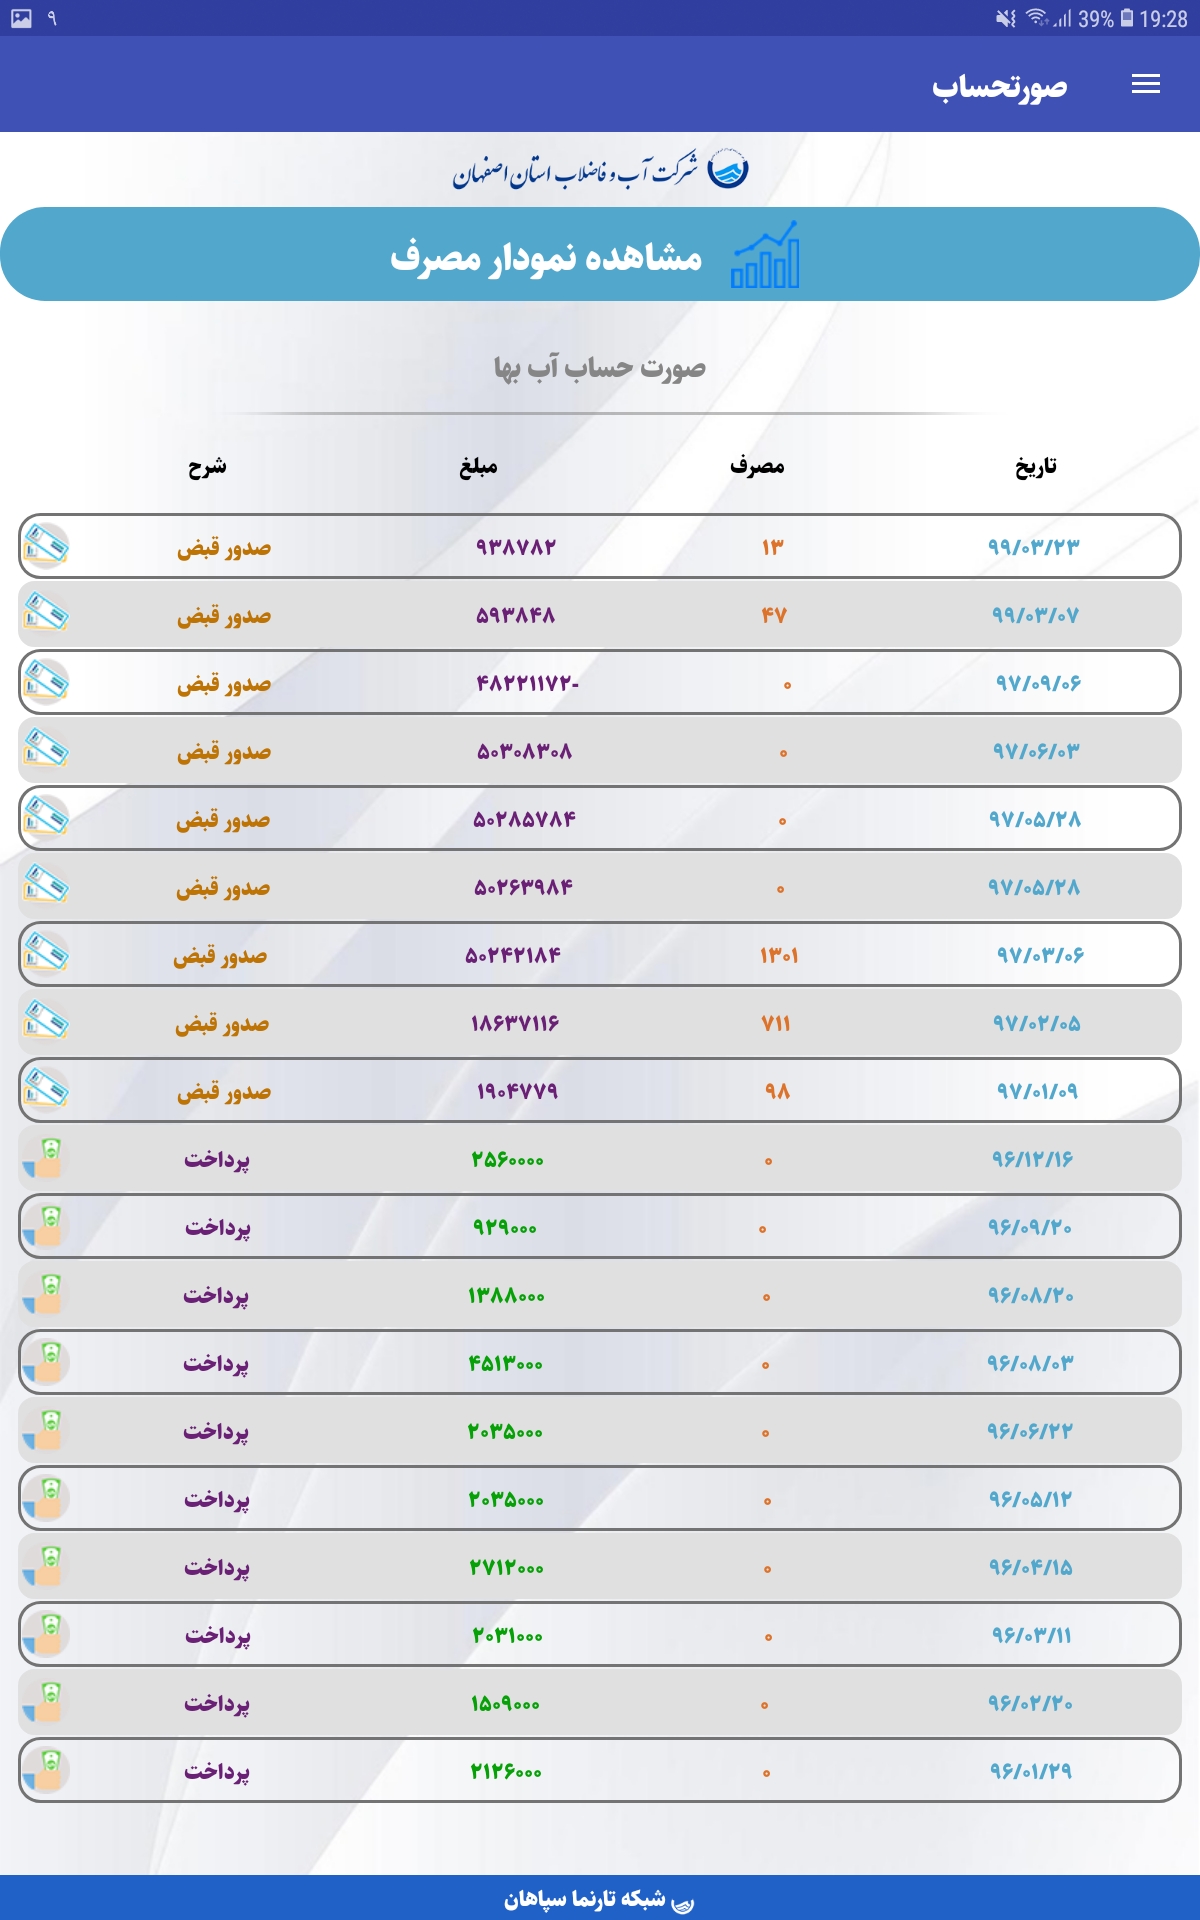 ۹ 39% 19:28
صورتحساب
شرکت آب و فاضلاب استان اصفهان
مشاهده نمودار مصرف
صورت حساب آب بها
تاریخ مصرف مبلغ شرح
۹۹/۰۳/۲۳ ۱۳ ۹۳۸۷۸۲ صدور قبض
۹۹/۰۳/۰۷ ۴۷ ۵۹۳۸۴۸ صدور قبض
۹۷/۰۹/۰۶ ۰ ۴۸۲۲۱۱۷۲- صدور قبض
۹۷/۰۶/۰۳ ۰ ۵۰۳۰۸۳۰۸ صدور قبض
۹۷/۰۵/۲۸ ۰ ۵۰۲۸۵۷۸۴ صدور قبض
۹۷/۰۵/۲۸ ۰ ۵۰۲۶۳۹۸۴ صدور قبض
۹۷/۰۳/۰۶ ۱۳۰۱ ۵۰۲۴۲۱۸۴ صدور قبض
۹۷/۰۲/۰۵ ۷۱۱ ۱۸۶۳۷۱۱۶ صدور قبض
۹۷/۰۱/۰۹ ۹۸ ۱۹۰۴۷۷۹ صدور قبض
۹۶/۱۲/۱۶ ۰ ۲۵۶۰۰۰۰ پرداخت
۹۶/۰۹/۲۰ ۰ ۹۲۹۰۰۰ پرداخت
۹۶/۰۸/۲۰ ۰ ۱۳۸۸۰۰۰ پرداخت
۹۶/۰۸/۰۳ ۰ ۴۵۱۳۰۰۰ پرداخت
۹۶/۰۶/۲۲ ۰ ۲۰۳۵۰۰۰ پرداخت
۹۶/۰۵/۱۲ ۰ ۲۰۳۵۰۰۰ پرداخت
۹۶/۰۴/۱۵ ۰ ۲۷۱۲۰۰۰ پرداخت
۹۶/۰۳/۱۱ ۰ ۲۰۳۱۰۰۰ پرداخت
۹۶/۰۲/۲۰ ۰ ۱۵۰۹۰۰۰ پرداخت
۹۶/۰۱/۲۹ ۰ ۲۱۲۶۰۰۰ پرداخت
شبکه تارنما سپاهان